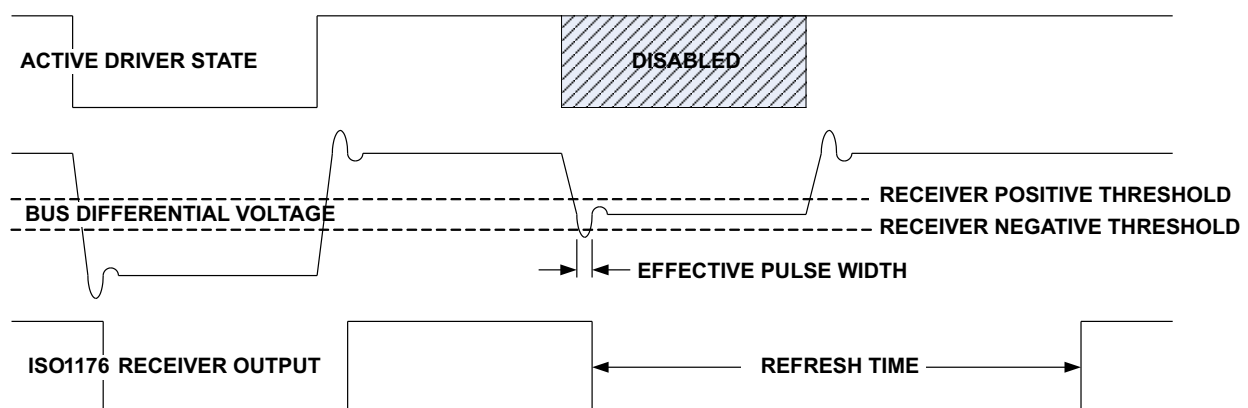 ACTIVE DRIVER STATE
DISABLED
RECEIVER POSITIVE THRESHOLD
BUS DIFFERENTIAL VOLTAGE
RECEIVER NEGATIVE THRESHOLD
EFFECTIVE PULSE WIDTH
ISO1176 RECEIVER OUTPUT
REFRESH TIME